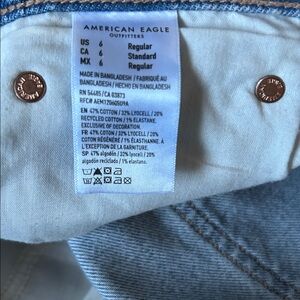 AMERICAN EAGLE
OUTFITTERS
US 6 Regular
CA 6 Standard
MX 6 Regular
MADE IN BANGLADESH / FABRIQUÉ AU
BANGLADESH / HECHO EN BANGLADESH
RN 54485 / CA 03873
EN 47% COTTON / 32% LYOCELL / 20%
RECYCLED COTTON / 1% ELASTANE.
EXCLUSIVE OF DECORATION.
FR 47% COTON / 32% LYOCELL / 20%
COTON RÉGÉNÉRÉ / 1% ÉLASTHANNE. À
L'EXCEPTION DE LA GARNITURE.
SP 47% algodón / 32% lyocell / 20%
algodón reciclado / 1% elastano.
AMERICAN